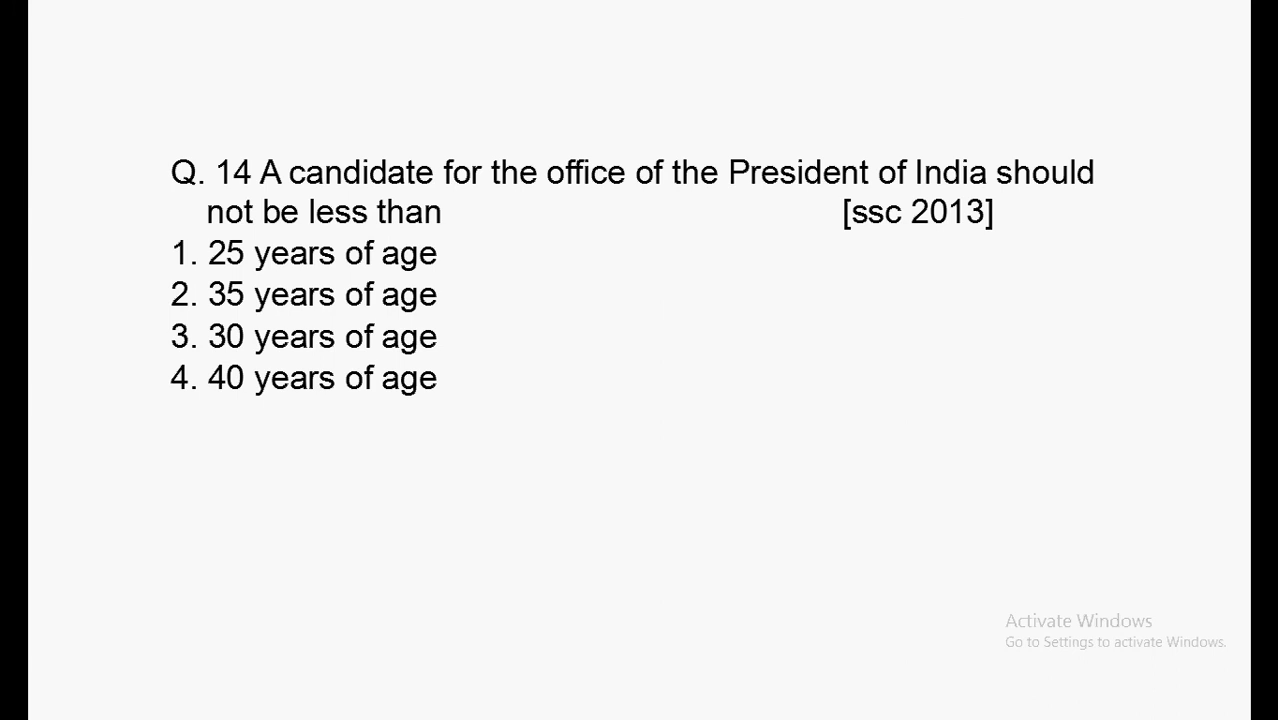 Q. 14 A candidate for the office of the President of India should
not be less than [ssc 2013]
1. 25 years of age
2. 35 years of age
3. 30 years of age
4. 40 years of age
Activate Windows
Go to Settings to activate Windows.